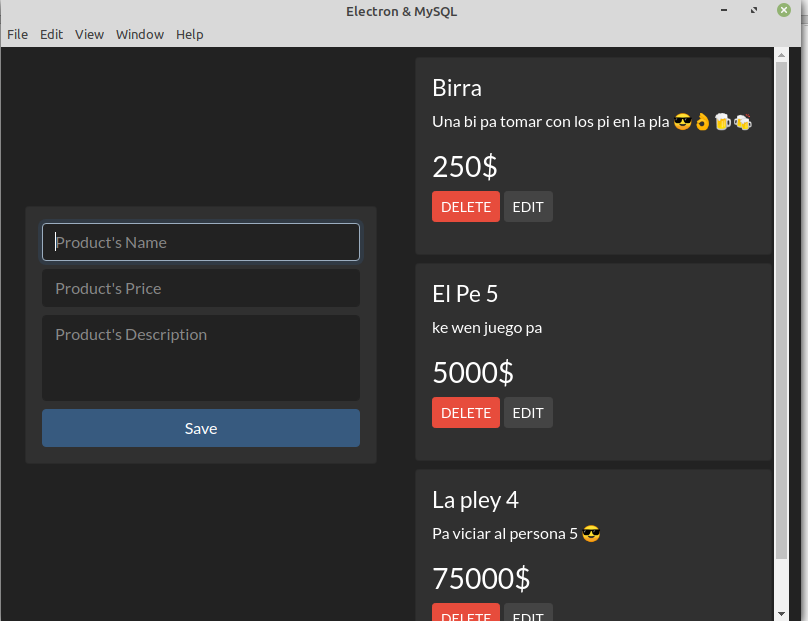 Electron & MySQL
File Edit View Window Help
Product's Name
Product's Price
Product's Description
Save
Birra
Una bi pa tomar con los pi en la pla 😎👌🍺🍻
250$
DELETE EDIT
El Pe 5
ke wen juego pa
5000$
DELETE EDIT
La pley 4
Pa viciar al persona 5 😎
75000$
DELETE EDIT